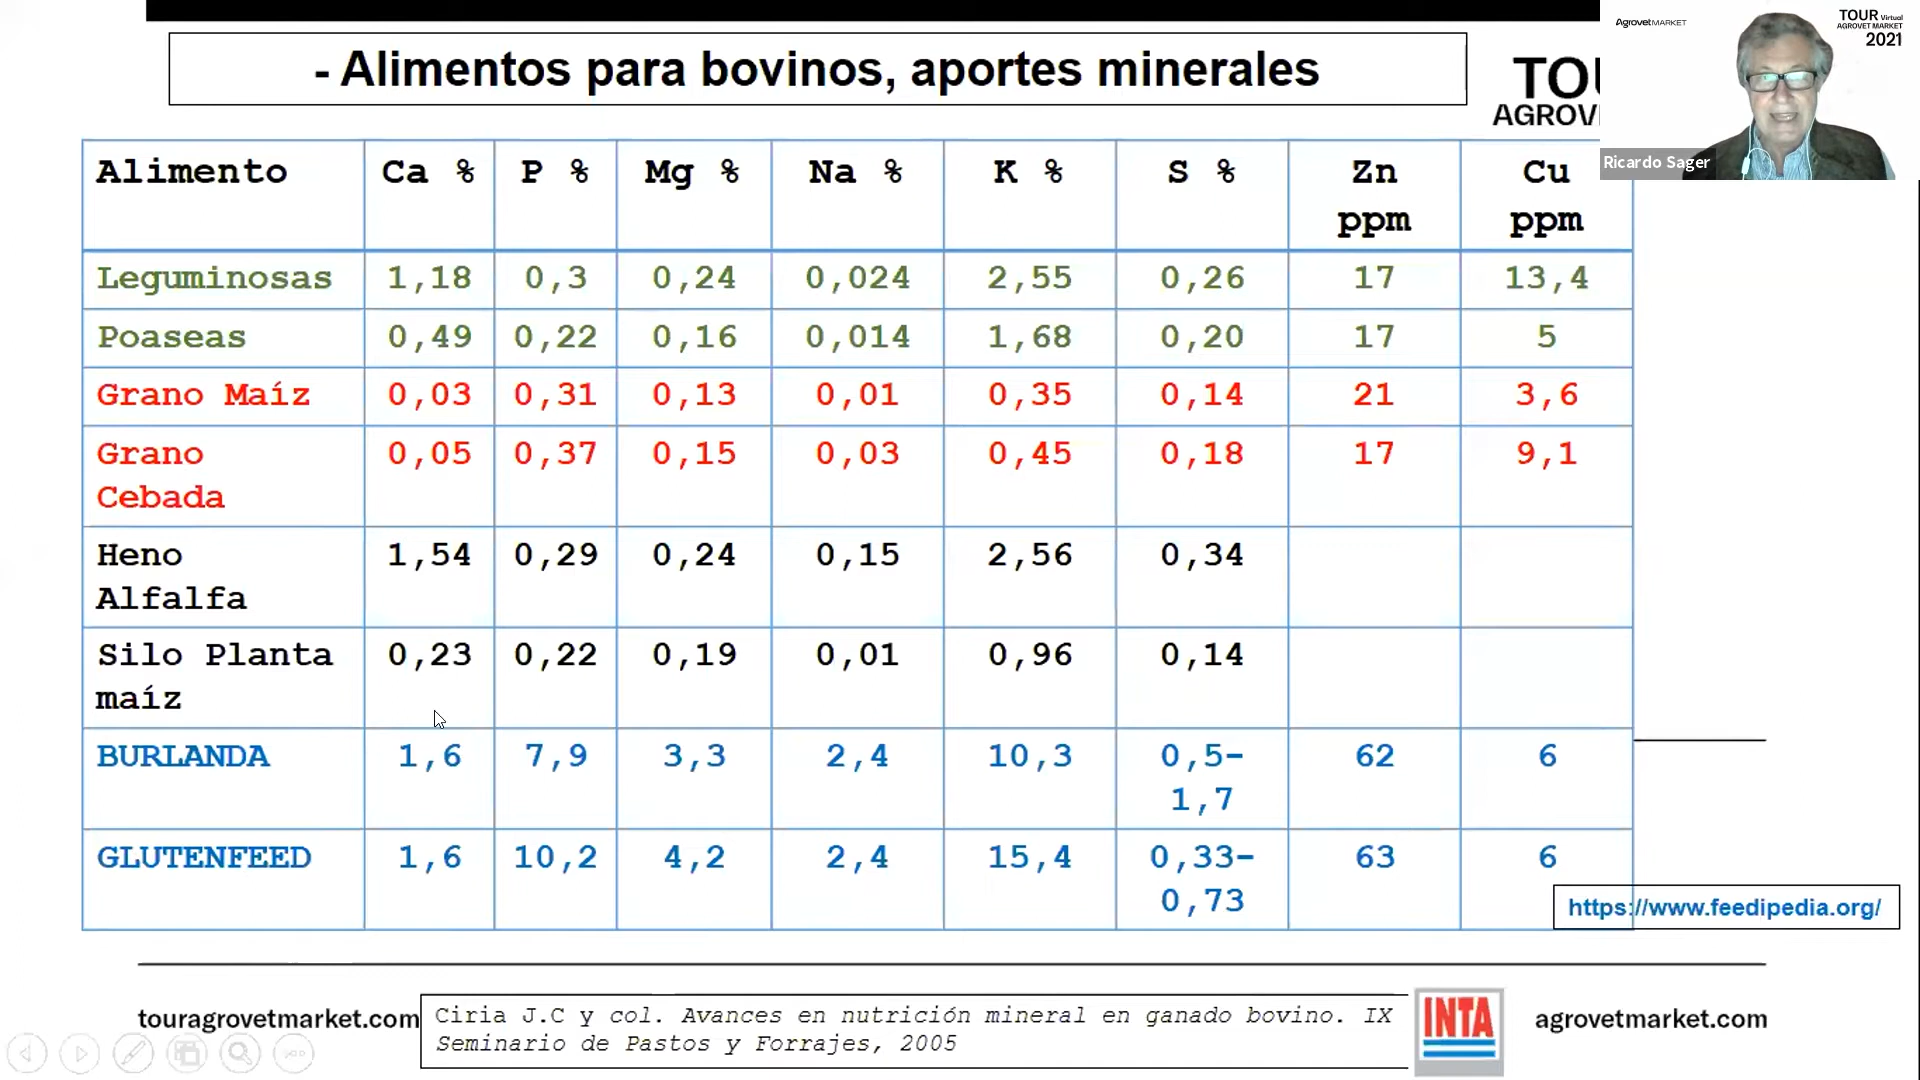 - Alimentos para bovinos, aportes minerales
AgrovetMARKET
TOUR Virtual
AGROVET MARKET
2021
TOU
AGROV
Ricardo Sager
Alimento Ca % P % Mg % Na % K % S % Zn ppm Cu ppm
Leguminosas 1,18 0,3 0,24 0,024 2,55 0,26 17 13,4
Poaseas 0,49 0,22 0,16 0,014 1,68 0,20 17 5
Grano Maíz 0,03 0,31 0,13 0,01 0,35 0,14 21 3,6
Grano Cebada 0,05 0,37 0,15 0,03 0,45 0,18 17 9,1
Heno Alfalfa 1,54 0,29 0,24 0,15 2,56 0,34
Silo Planta maíz 0,23 0,22 0,19 0,01 0,96 0,14
BURLANDA 1,6 7,9 3,3 2,4 10,3 0,5-1,7 62 6
GLUTENFEED 1,6 10,2 4,2 2,4 15,4 0,33-0,73 63 6
https://www.feedipedia.org/
touragrovetmarket.com
Ciria J.C y col. Avances en nutrición mineral en ganado bovino. IX
Seminario de Pastos y Forrajes, 2005
INTA
agrovetmarket.com